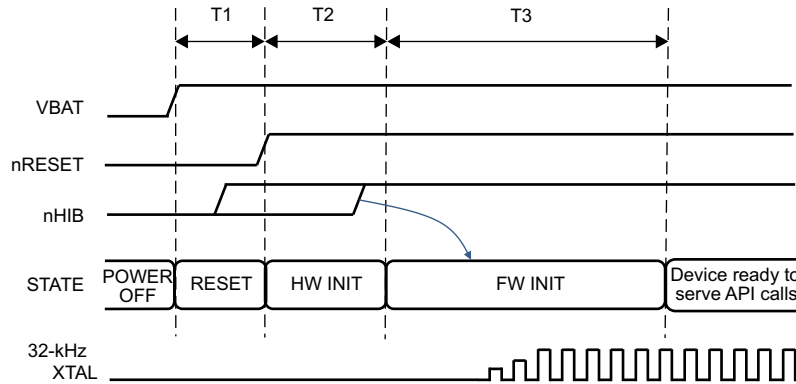 T1
T2
T3
VBAT
nRESET
nHIB
STATE
POWER
OFF
RESET
HW INIT
FW INIT
Device ready to
serve API calls
32-kHz
XTAL